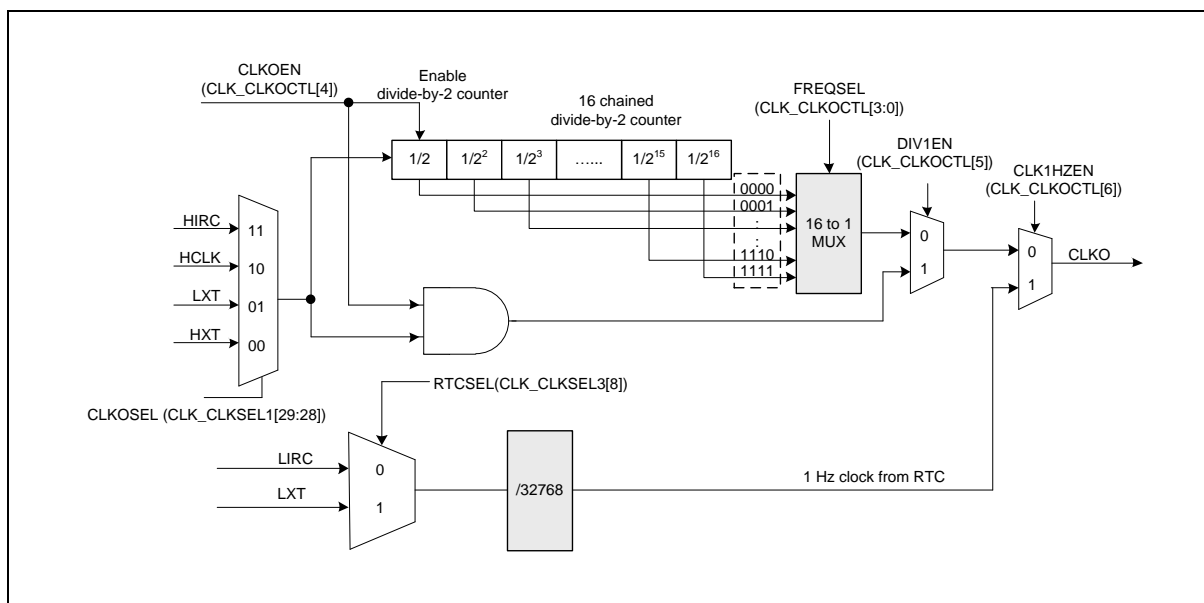 CLKOEN
(CLK_CLKOCTL[4])
Enable
divide-by-2 counter
16 chained
divide-by-2 counter
FREQSEL
(CLK_CLKOCTL[3:0])
DIV1EN
(CLK_CLKOCTL[5])
CLK1HZEN
(CLK_CLKOCTL[6])
1/2
1/2²
1/2³
…...
1/2¹⁵
1/2¹⁶
0000
0001
:
:
1110
1111
16 to 1
MUX
0
1
0
1
CLKO
HIRC
HCLK
LXT
HXT
11
10
01
00
CLKOSEL (CLK_CLKSEL1[29:28])
RTCSEL(CLK_CLKSEL3[8])
LIRC
LXT
0
1
/32768
1 Hz clock from RTC